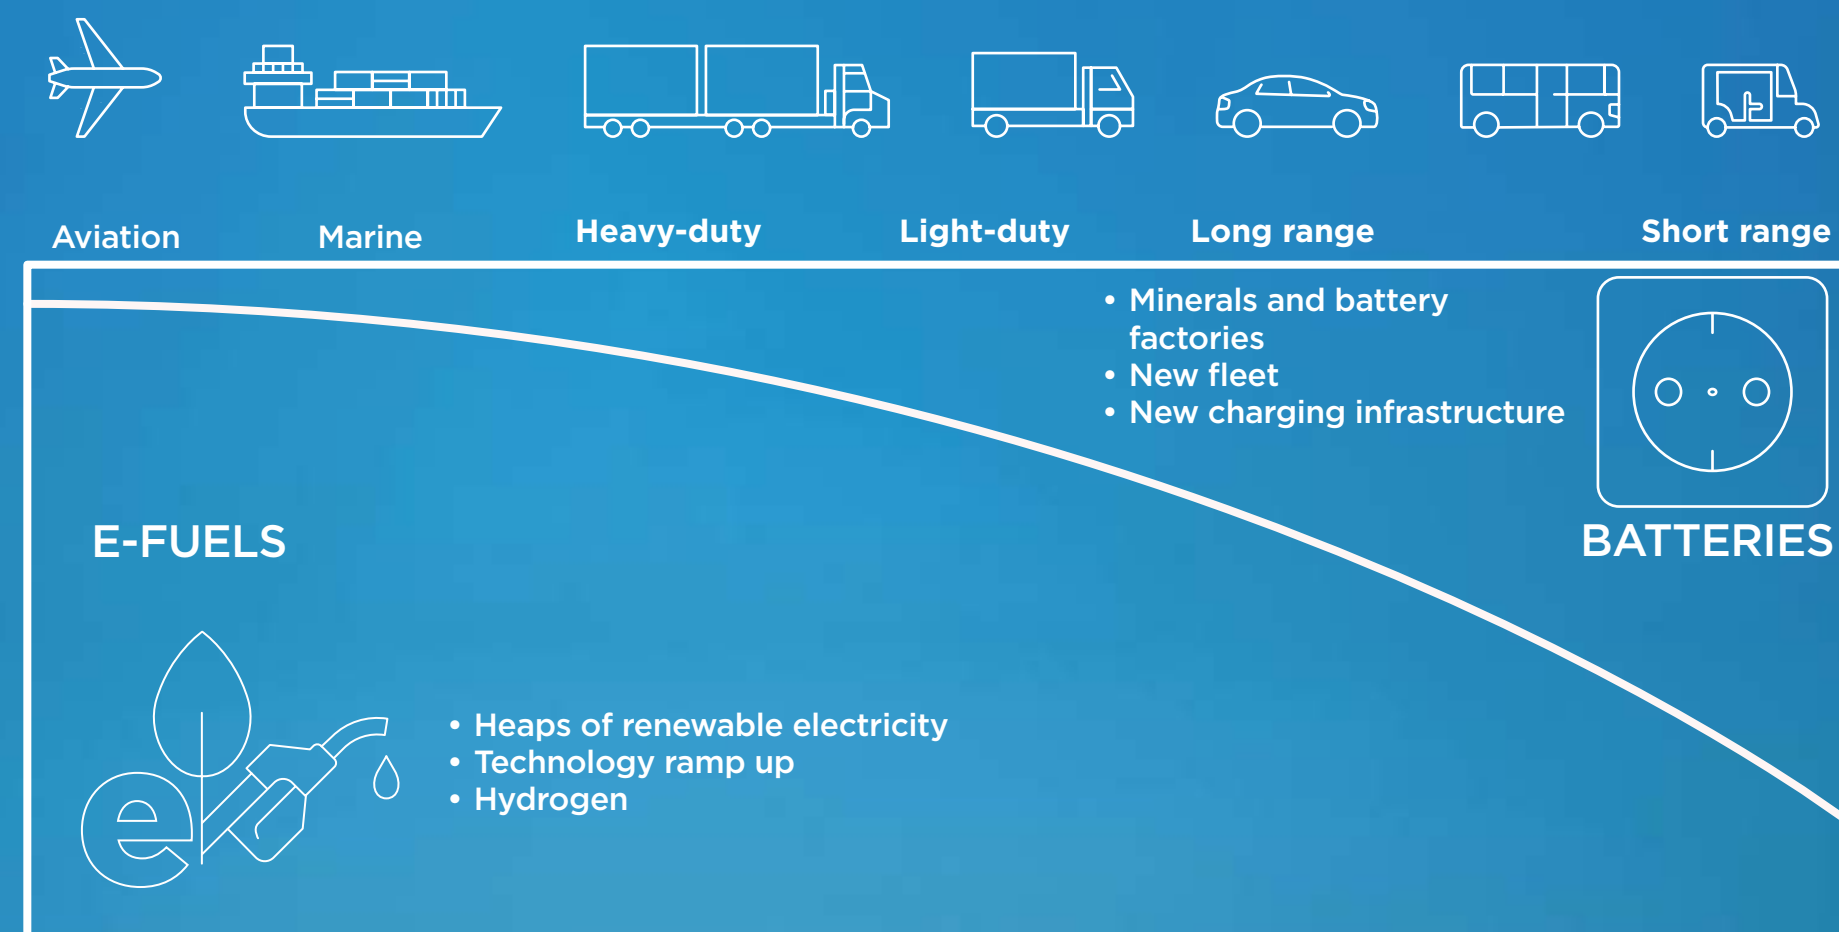 Aviation
Marine
Heavy-duty
Light-duty
Long range
Short range
• Minerals and battery
factories
• New fleet
• New charging infrastructure
E-FUELS
BATTERIES
• Heaps of renewable electricity
• Technology ramp up
• Hydrogen
e